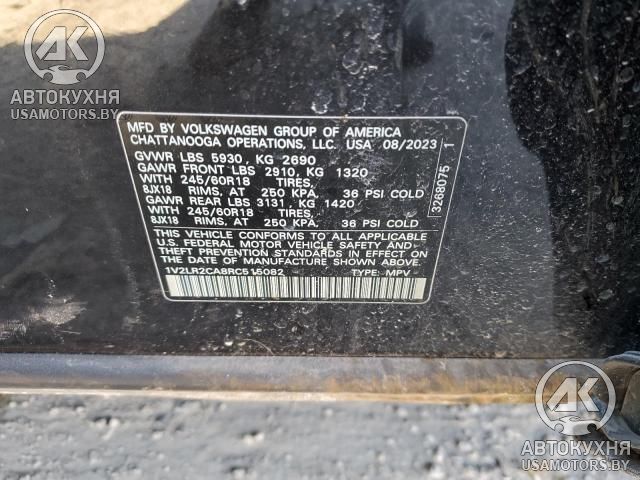 АК
АВТОКУХНЯ
USAMOTORS.BY
MFD BY VOLKSWAGEN GROUP OF AMERICA
CHATTANOOGA OPERATIONS, LLC. USA 08/2023
GVWR LBS 5930, KG 2690
GAWR FRONT LBS 2910, KG 1320
WITH 245/60R18 TIRES,
8JX18 RIMS, AT 250 KPA, 36 PSI COLD
GAWR REAR LBS 3131, KG 1420
WITH 245/60R18 TIRES,
8JX18 RIMS, AT 250 KPA, 36 PSI COLD
THIS VEHICLE CONFORMS TO ALL APPLICABLE
U.S. FEDERAL MOTOR VEHICLE SAFETY AND
THEFT PREVENTION STANDARDS IN EFFECT ON THE
DATE OF MANUFACTURE SHOWN ABOVE.
1V2LR2CA8RC515082 TYPE: MPV
3268075 1
АК
АВТОКУХНЯ
USAMOTORS.BY